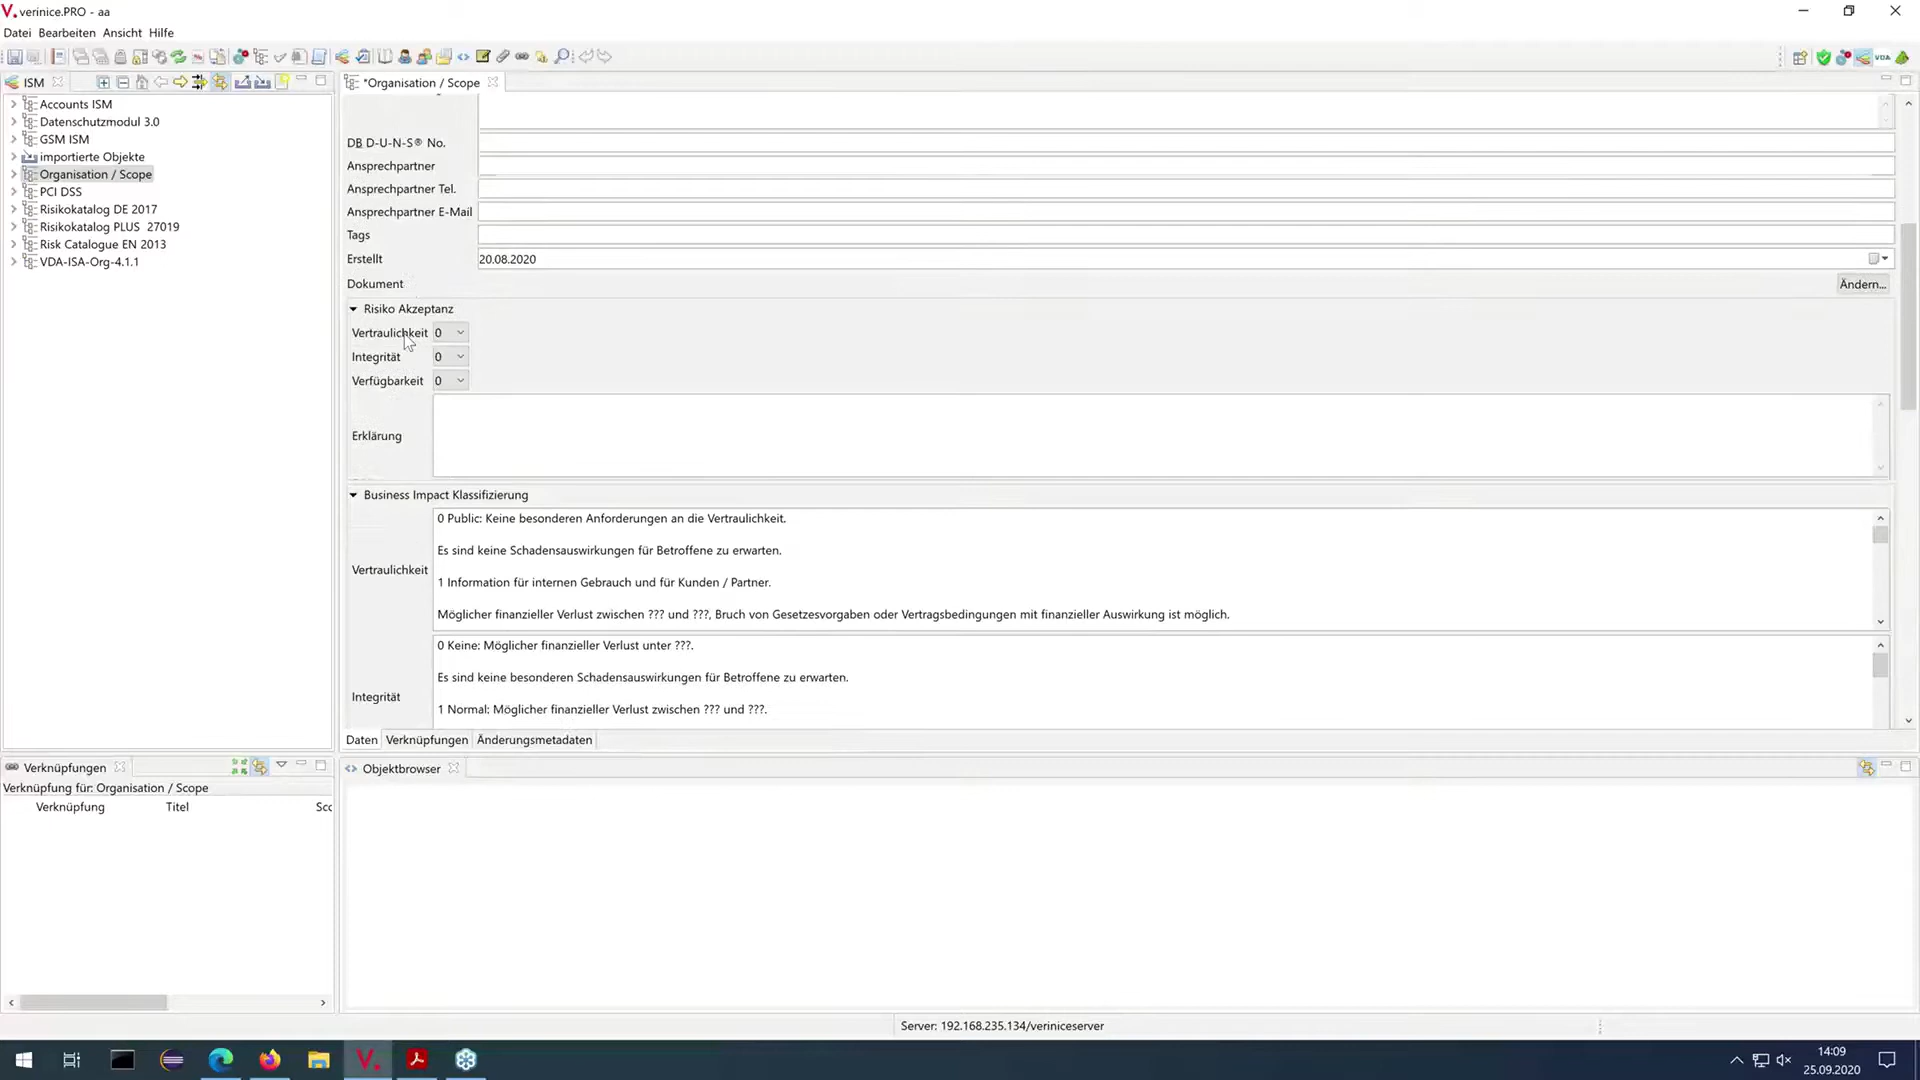 verinice.PRO - aa
Datei Bearbeiten Ansicht Hilfe
VDA
ISM
*Organisation / Scope
Accounts ISM
Datenschutzmodul 3.0
GSM ISM
importierte Objekte
Organisation / Scope
PCI DSS
Risikokatalog DE 2017
Risikokatalog PLUS 27019
Risk Catalogue EN 2013
VDA-ISA-Org-4.1.1
DB D-U-N-S® No.
Ansprechpartner
Ansprechpartner Tel.
Ansprechpartner E-Mail
Tags
Erstellt 20.08.2020
Dokument Ändern...
Risiko Akzeptanz
Vertraulichkeit 0
Integrität 0
Verfügbarkeit 0
Erklärung
Business Impact Klassifizierung
Vertraulichkeit
0 Public: Keine besonderen Anforderungen an die Vertraulichkeit.
Es sind keine Schadensauswirkungen für Betroffene zu erwarten.
1 Information für internen Gebrauch und für Kunden / Partner.
Möglicher finanzieller Verlust zwischen ??? und ???, Bruch von Gesetzesvorgaben oder Vertragsbedingungen mit finanzieller Auswirkung ist möglich.
Integrität
0 Keine: Möglicher finanzieller Verlust unter ???.
Es sind keine besonderen Schadensauswirkungen für Betroffene zu erwarten.
1 Normal: Möglicher finanzieller Verlust zwischen ??? und ???.
Daten Verknüpfungen Änderungsmetadaten
Verknüpfungen
Verknüpfung für: Organisation / Scope
Verknüpfung Titel Sco
Objektbrowser
Server: 192.168.235.134/veriniceserver
14:09
25.09.2020